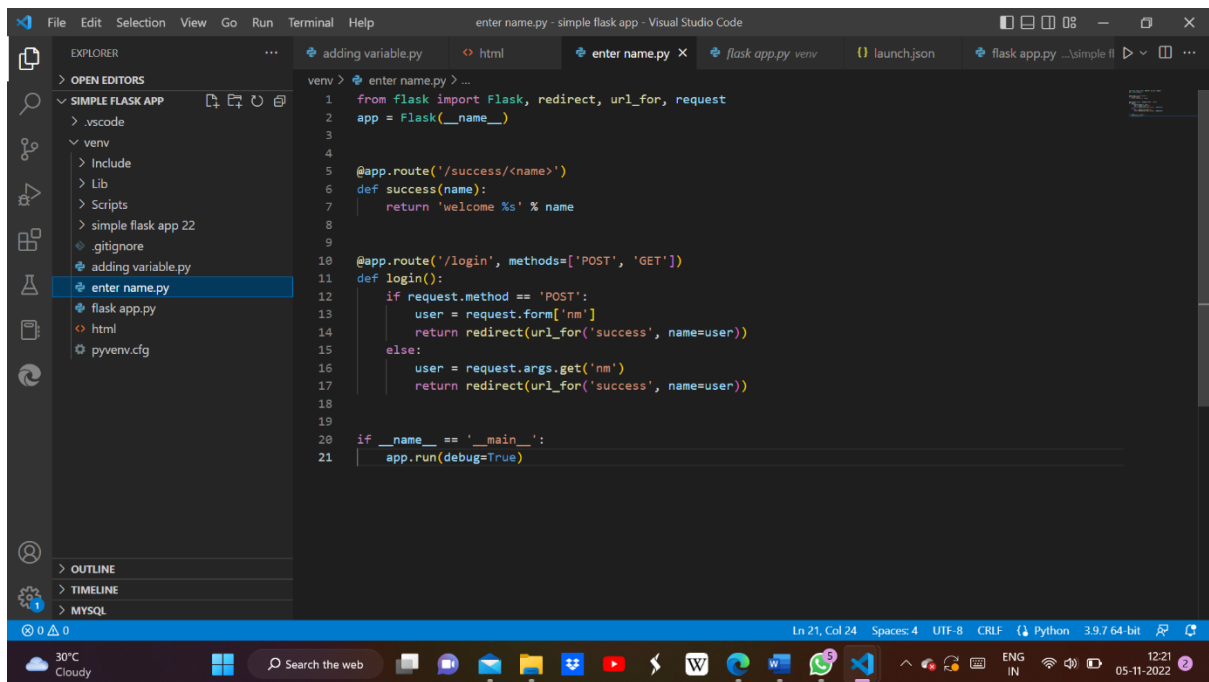 File Edit Selection View Go Run Terminal Help enter name.py - simple flask app - Visual Studio Code
EXPLORER
adding variable.py html enter name.py flask app.py venv launch.json flask app.py ...\simple fl
OPEN EDITORS
venv > enter name.py > ...
SIMPLE FLASK APP
.vscode
venv
Include
Lib
Scripts
simple flask app 22
.gitignore
adding variable.py
enter name.py
flask app.py
html
pyvenv.cfg
OUTLINE
TIMELINE
MYSQL
1 from flask import Flask, redirect, url_for, request
2 app = Flask(__name__)
3
4
5 @app.route('/success/<name>')
6 def success(name):
7     return 'welcome %s' % name
8
9
10 @app.route('/login', methods=['POST', 'GET'])
11 def login():
12     if request.method == 'POST':
13         user = request.form['nm']
14         return redirect(url_for('success', name=user))
15     else:
16         user = request.args.get('nm')
17         return redirect(url_for('success', name=user))
18
19
20 if __name__ == '__main__':
21     app.run(debug=True)
1
0 0 Ln 21, Col 24 Spaces: 4 UTF-8 CRLF Python 3.9.7 64-bit
30°C
Cloudy
Search the web
W
5
ENG
IN
12:21
05-11-2022
2